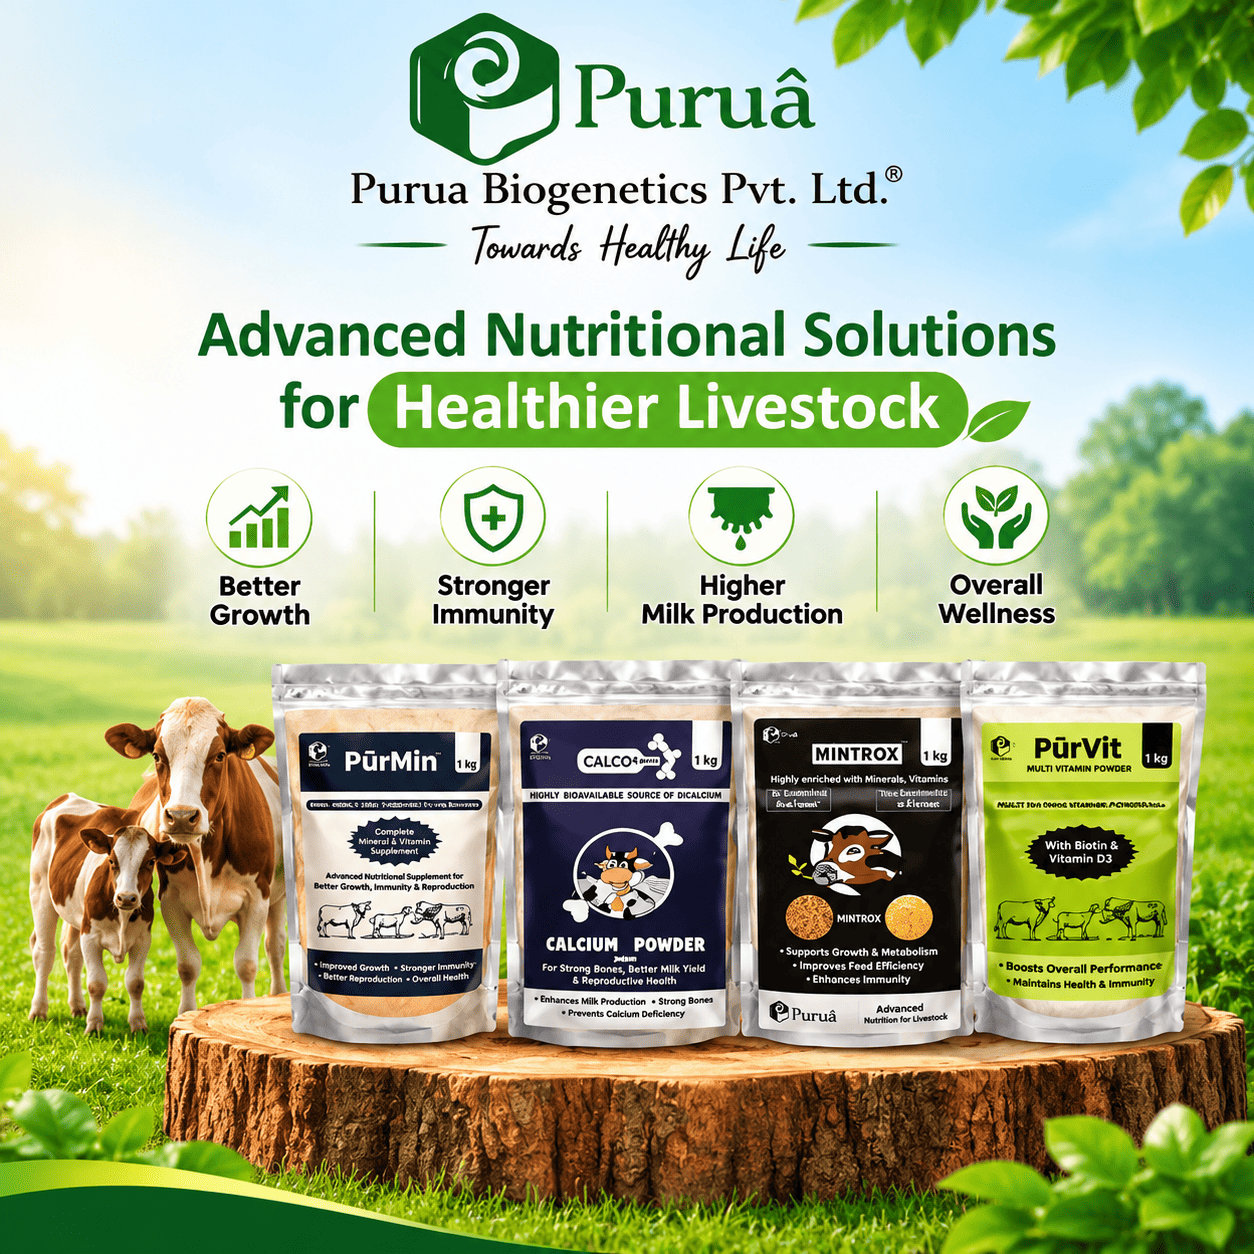 Puruâ
Purua Biogenetics Pvt. Ltd.®
Towards Healthy Life
Advanced Nutritional Solutions
for Healthier Livestock
Better
Growth
Stronger
Immunity
Higher
Milk Production
Overall
Wellness
PūrMin™
1 kg
Complete
Mineral & Vitamin
Supplement
Advanced Nutritional Supplement for
Better Growth, Immunity & Reproduction
• Improved Growth • Stronger Immunity
• Better Reproduction • Overall Health
CALCO4
1 kg
HIGHLY BIOAVAILABLE SOURCE OF DICALCIUM
CALCIUM POWDER
For Strong Bones, Better Milk Yield
& Reproductive Health
• Enhances Milk Production • Strong Bones
• Prevents Calcium Deficiency
MINTROX
1 kg
Highly enriched with Minerals, Vitamins
MINTROX
• Supports Growth & Metabolism
• Improves Feed Efficiency
• Enhances Immunity
Puruâ
Advanced
Nutrition for Livestock
PūrVit
MULTI VITAMIN POWDER
1 kg
With Biotin &
Vitamin D3
• Boosts Overall Performance
• Maintains Health & Immunity